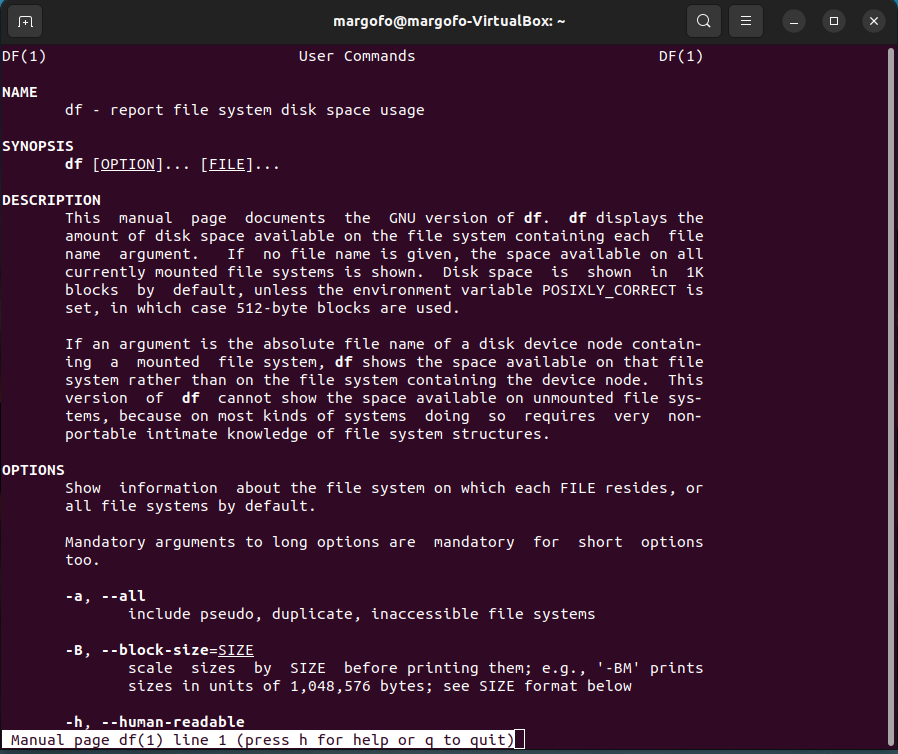 margofo@margofo-VirtualBox: ~
DF(1) User Commands DF(1)
NAME
df - report file system disk space usage
SYNOPSIS
df [OPTION]... [FILE]...
DESCRIPTION
This manual page documents the GNU version of df. df displays the
amount of disk space available on the file system containing each file
name argument. If no file name is given, the space available on all
currently mounted file systems is shown. Disk space is shown in 1K
blocks by default, unless the environment variable POSIXLY_CORRECT is
set, in which case 512-byte blocks are used.
If an argument is the absolute file name of a disk device node contain-
ing a mounted file system, df shows the space available on that file
system rather than on the file system containing the device node. This
version of df cannot show the space available on unmounted file sys-
tems, because on most kinds of systems doing so requires very non-
portable intimate knowledge of file system structures.
OPTIONS
Show information about the file system on which each FILE resides, or
all file systems by default.
Mandatory arguments to long options are mandatory for short options
too.
-a, --all
include pseudo, duplicate, inaccessible file systems
-B, --block-size=SIZE
scale sizes by SIZE before printing them; e.g., '-BM' prints
sizes in units of 1,048,576 bytes; see SIZE format below
-h, --human-readable
Manual page df(1) line 1 (press h for help or q to quit)